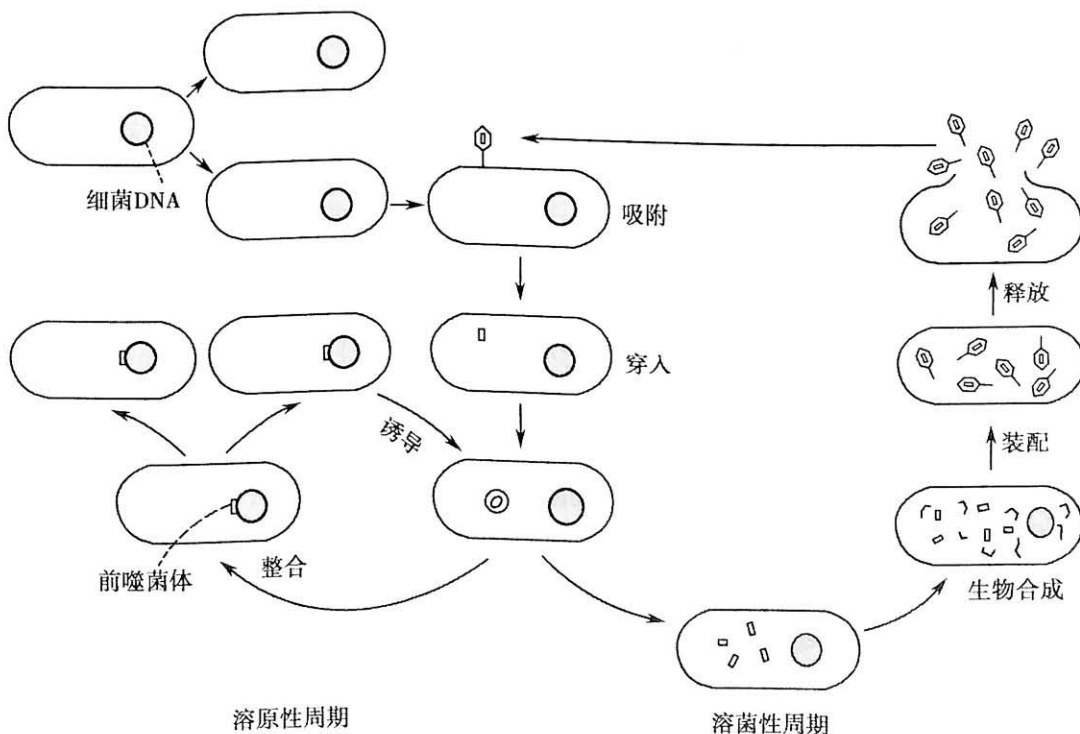 细菌DNA
吸附
释放
穿入
诱导
装配
前噬菌体
整合
生物合成
溶原性周期
溶菌性周期